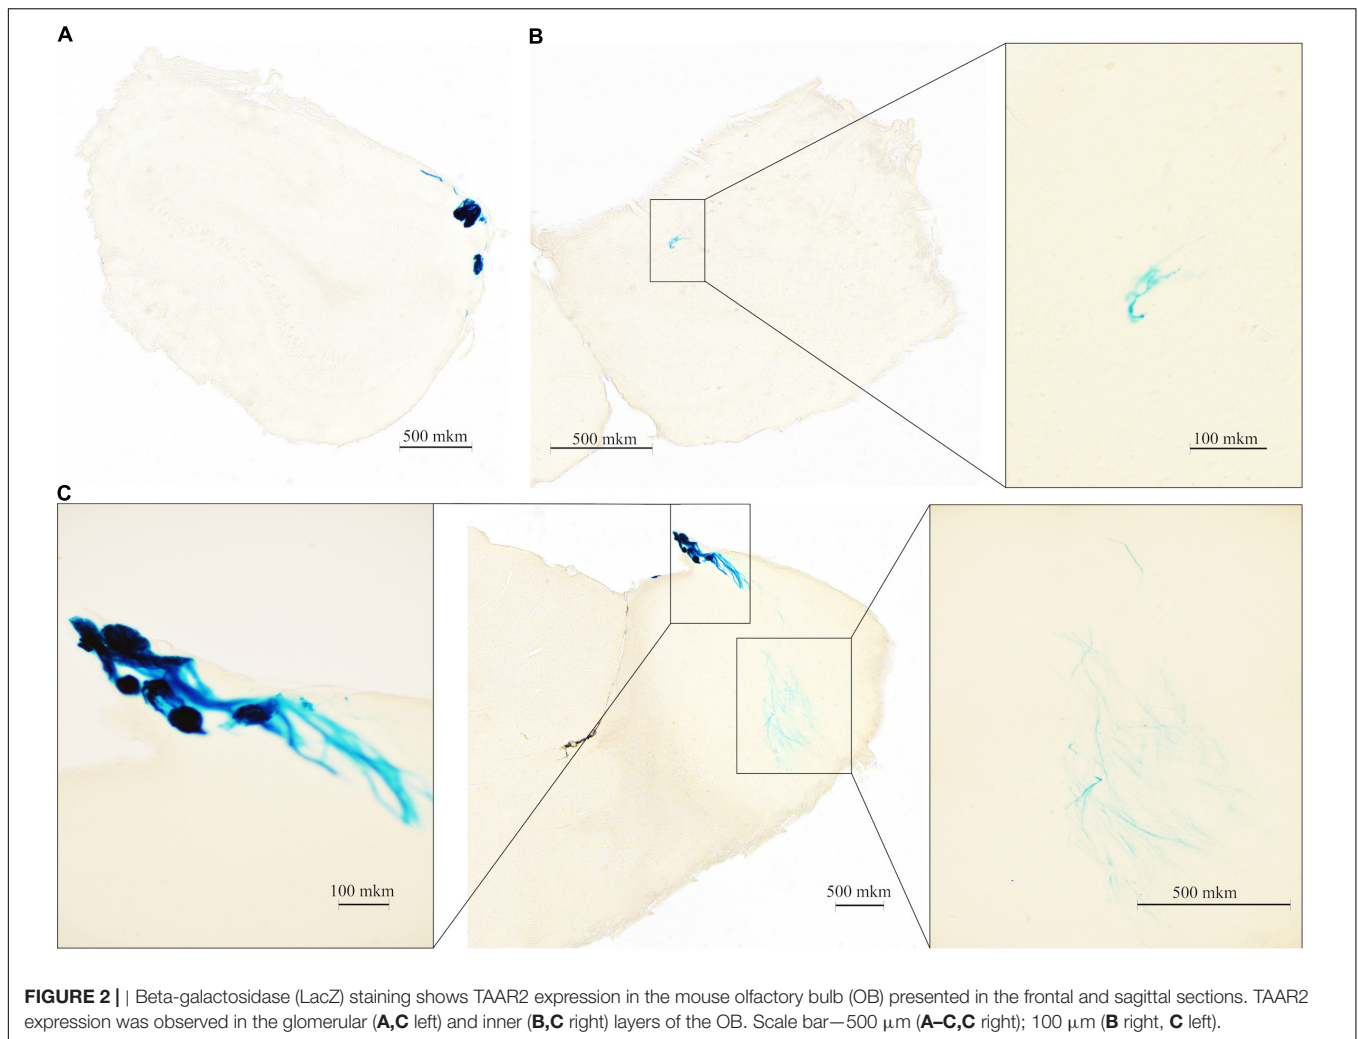 A
B
500 mkm
500 mkm
100 mkm
C
100 mkm
500 mkm
500 mkm
FIGURE 2 | | Beta-galactosidase (LacZ) staining shows TAAR2 expression in the mouse olfactory bulb (OB) presented in the frontal and sagittal sections. TAAR2
expression was observed in the glomerular (A,C left) and inner (B,C right) layers of the OB. Scale bar—500 μm (A–C,C right); 100 μm (B right, C left).